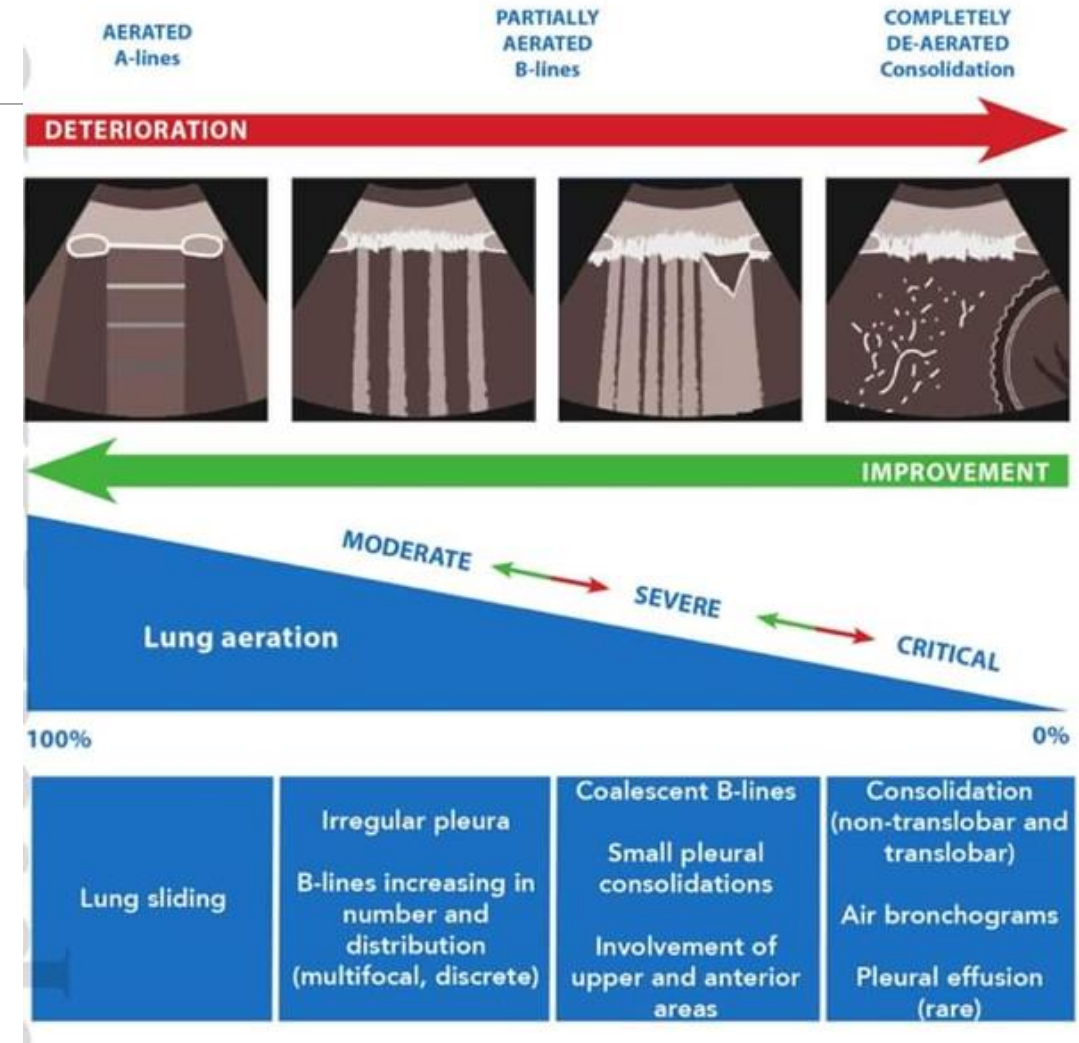 AERATED
A-lines
PARTIALLY
AERATED
B-lines
COMPLETELY
DE-AERATED
Consolidation
DETERIORATION
IMPROVEMENT
MODERATE
SEVERE
CRITICAL
Lung aeration
100%
0%
Lung sliding
Irregular pleura
B-lines increasing in
number and
distribution
(multifocal, discrete)
Coalescent B-lines
Small pleural
consolidations
Involvement of
upper and anterior
areas
Consolidation
(non-translobar and
translobar)
Air bronchograms
Pleural effusion
(rare)